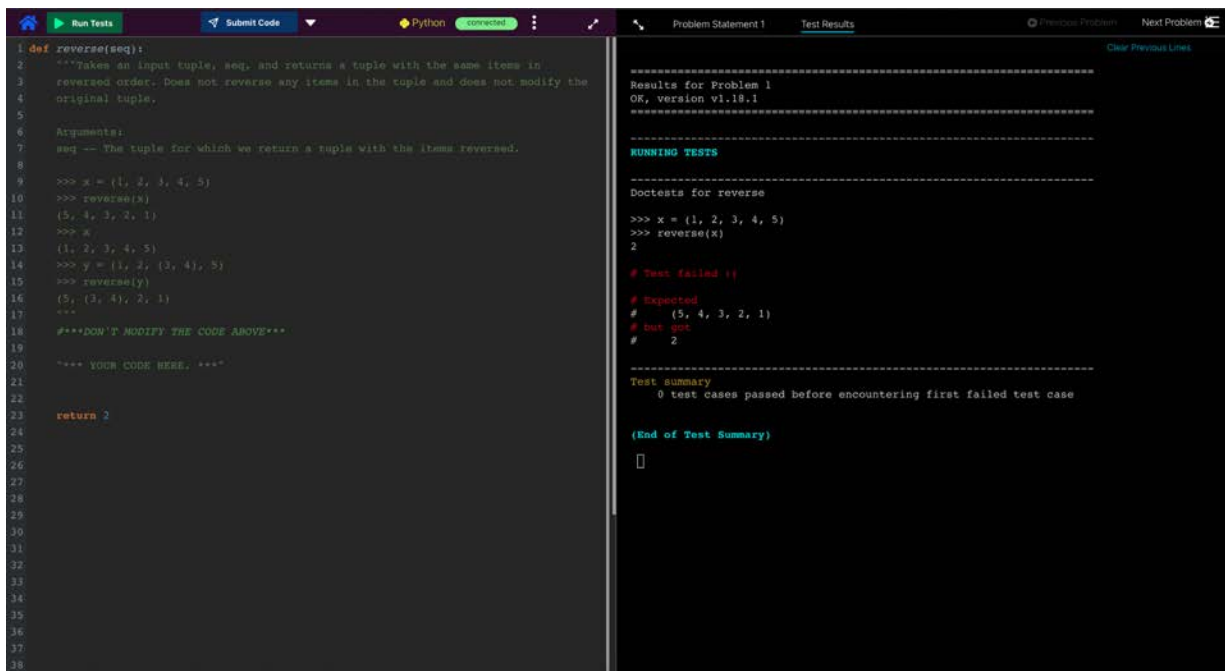 Run Tests
Submit Code
Python
connected
Problem Statement 1
Test Results
Previous Problem
Next Problem
Clear Previous Lines
1 def reverse(seq):
2 """Takes an input tuple, seq, and returns a tuple with the same items in
3 reversed order. Does not reverse any items in the tuple and does not modify the
4 original tuple.
5
6 Arguments:
7 seq -- The tuple for which we return a tuple with the items reversed.
8
9 >>> x = (1, 2, 3, 4, 5)
10 >>> reverse(x)
11 (5, 4, 3, 2, 1)
12 >>> x
13 (1, 2, 3, 4, 5)
14 >>> y = (1, 2, (3, 4), 5)
15 >>> reverse(y)
16 (5, (3, 4), 2, 1)
17 """
18 #***DON'T MODIFY THE CODE ABOVE***
19
20 "*** YOUR CODE HERE. ***"
21
22
23 return 2
24
25
26
27
28
29
30
31
32
33
34
35
36
37
38
=====================================================================
Results for Problem 1
OK, version v1.18.1
=====================================================================
---------------------------------------------------------------------
RUNNING TESTS
---------------------------------------------------------------------
Doctests for reverse
>>> x = (1, 2, 3, 4, 5)
>>> reverse(x)
2
# Test failed :(
# Expected
# (5, 4, 3, 2, 1)
# but got
# 2
---------------------------------------------------------------------
Test summary
0 test cases passed before encountering first failed test case
(End of Test Summary)